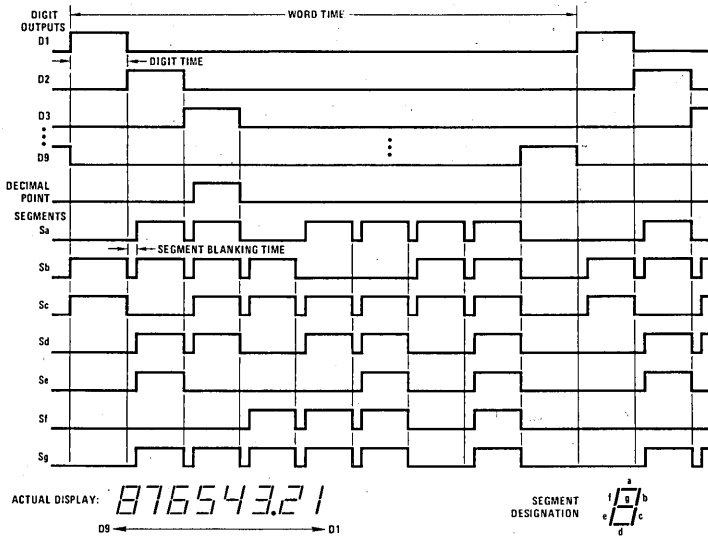 DIGIT
OUTPUTS
WORD TIME
D1
DIGIT TIME
D2
D3
D9
DECIMAL
POINT
SEGMENTS
Sa
SEGMENT BLANKING TIME
Sb
Sc
Sd
Se
Sf
Sg
ACTUAL DISPLAY: 876543.21
D9 D1
SEGMENT
DESIGNATION
a
f g b
e c
d